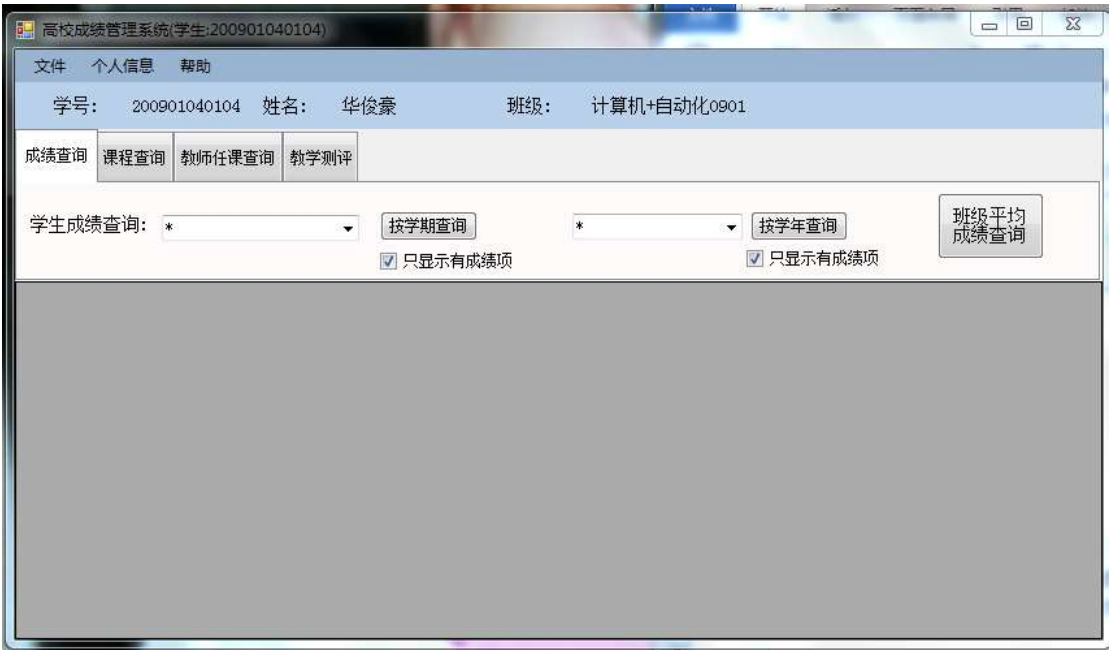 高校成绩管理系统(学生:200901040104)
文件 个人信息 帮助
学号: 200901040104 姓名: 华俊豪 班级: 计算机+自动化0901
成绩查询 课程查询 教师任课查询 教学测评
学生成绩查询: * 按学期查询 * 按学年查询 班级平均
成绩查询
只显示有成绩项 只显示有成绩项